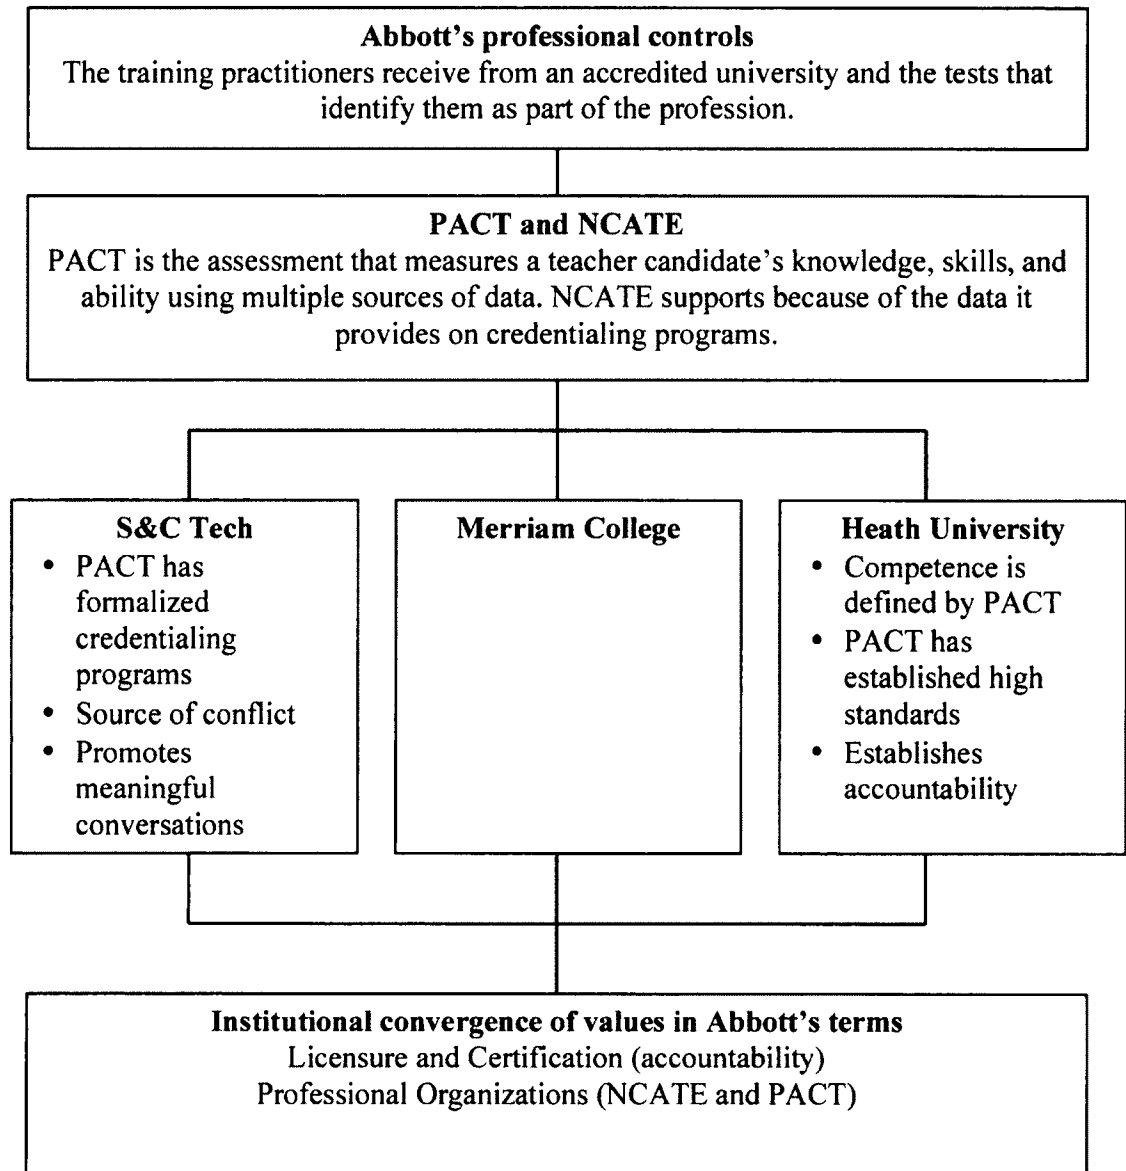 Abbott's professional controls
The training practitioners receive from an accredited university and the tests that
identify them as part of the profession.
PACT and NCATE
PACT is the assessment that measures a teacher candidate's knowledge, skills, and
ability using multiple sources of data. NCATE supports because of the data it
provides on credentialing programs.
S&C Tech
• PACT has
formalized
credentialing
programs
• Source of conflict
• Promotes
meaningful
conversations
Merriam College
Heath University
• Competence is
defined by PACT
• PACT has
established high
standards
• Establishes
accountability
Institutional convergence of values in Abbott's terms
Licensure and Certification (accountability)
Professional Organizations (NCATE and PACT)